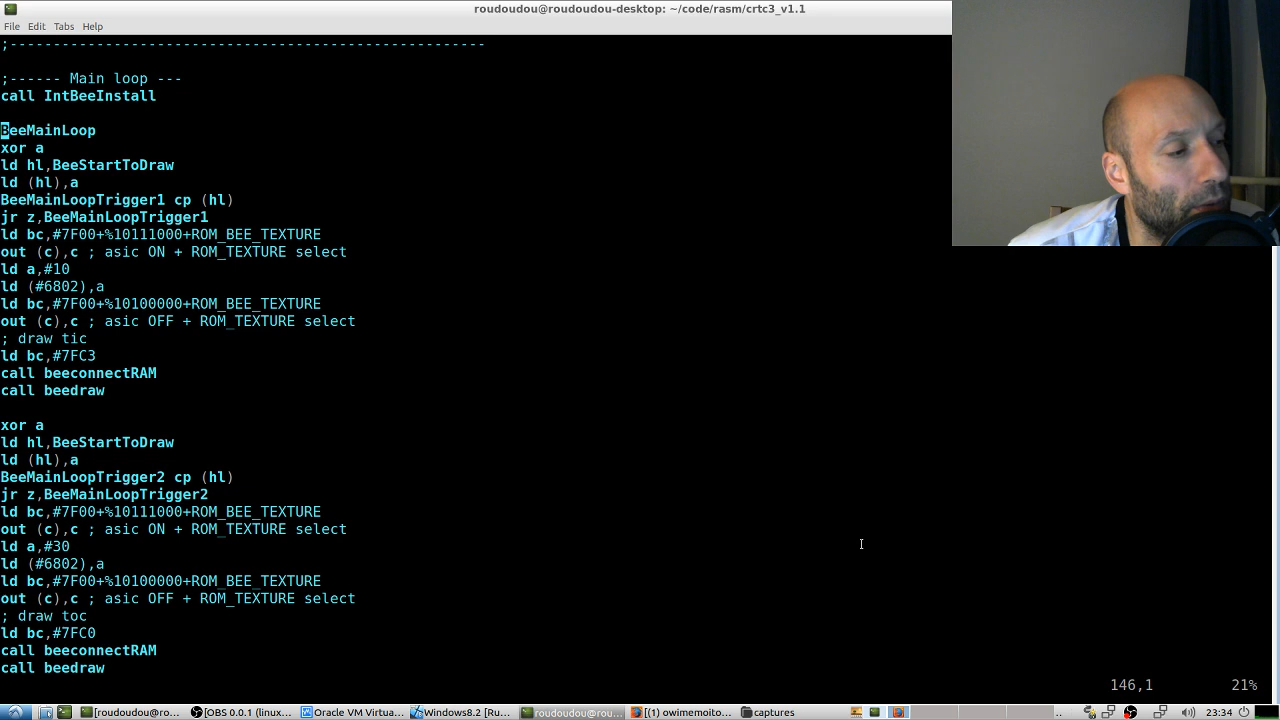 roudoudou@roudoudou-desktop: ~/code/rasm/crtc3_v1.1
File Edit Tabs Help
;-------------------------------------------------------
;------ Main loop ---
call IntBeeInstall
BeeMainLoop
xor a
ld hl,BeeStartToDraw
ld (hl),a
BeeMainLoopTrigger1 cp (hl)
jr z,BeeMainLoopTrigger1
ld bc,#7F00+%10111000+ROM_BEE_TEXTURE
out (c),c ; asic ON + ROM_TEXTURE select
ld a,#10
ld (#6802),a
ld bc,#7F00+%10100000+ROM_BEE_TEXTURE
out (c),c ; asic OFF + ROM_TEXTURE select
; draw tic
ld bc,#7FC3
call beeconnectRAM
call beedraw
xor a
ld hl,BeeStartToDraw
ld (hl),a
BeeMainLoopTrigger2 cp (hl)
jr z,BeeMainLoopTrigger2
ld bc,#7F00+%10111000+ROM_BEE_TEXTURE
out (c),c ; asic ON + ROM_TEXTURE select
ld a,#30
ld (#6802),a
ld bc,#7F00+%10100000+ROM_BEE_TEXTURE
out (c),c ; asic OFF + ROM_TEXTURE select
; draw toc
ld bc,#7FC0
call beeconnectRAM
call beedraw
146,1 21%
[roudoudou@ro... [OBS 0.0.1 (linux... Oracle VM Virtua... Windows8.2 [Ru... roudoudou@rou... [(1) owimemoito... captures .. 23:34